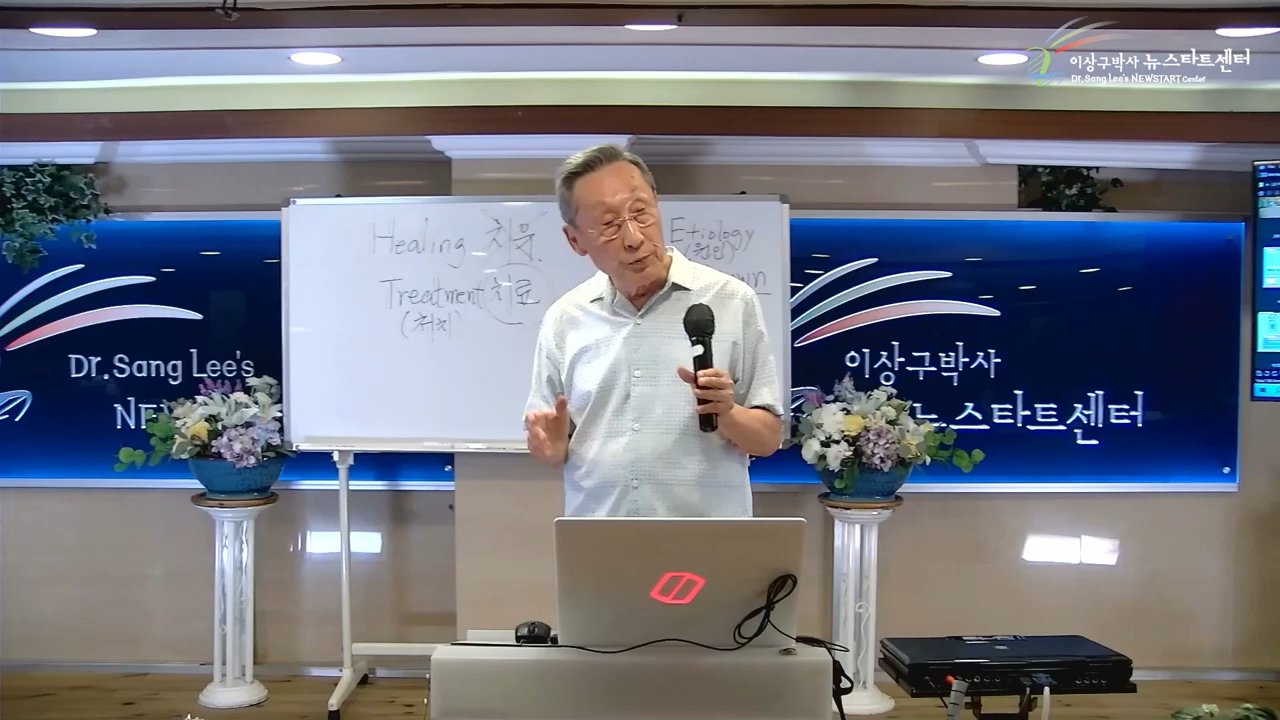 이상구박사 뉴스타트센터
Dr.Sang Lee's NEWSTART Center
Healing 치유
Treatment 치료
(처치)
Etiology
(원인)
Dr.Sang Lee's
이상구박사
뉴스타트센터